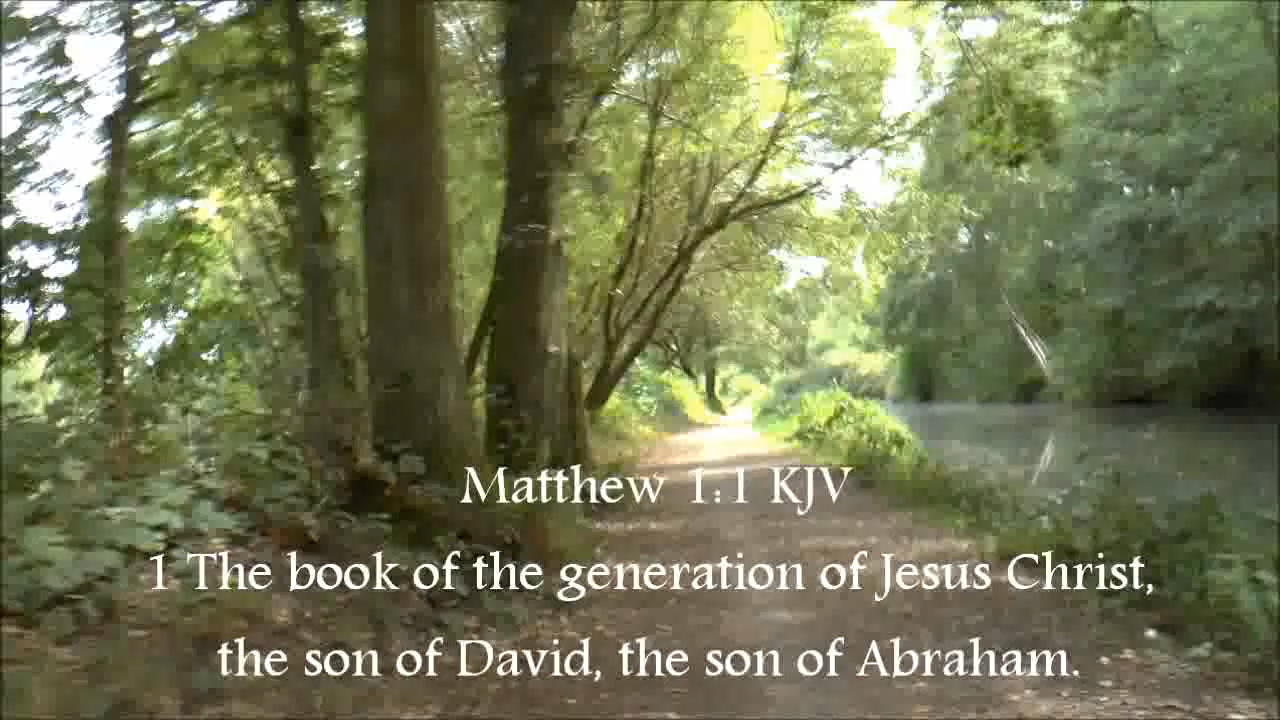 Matthew 1:1 KJV
1 The book of the generation of Jesus Christ,
the son of David, the son of Abraham.